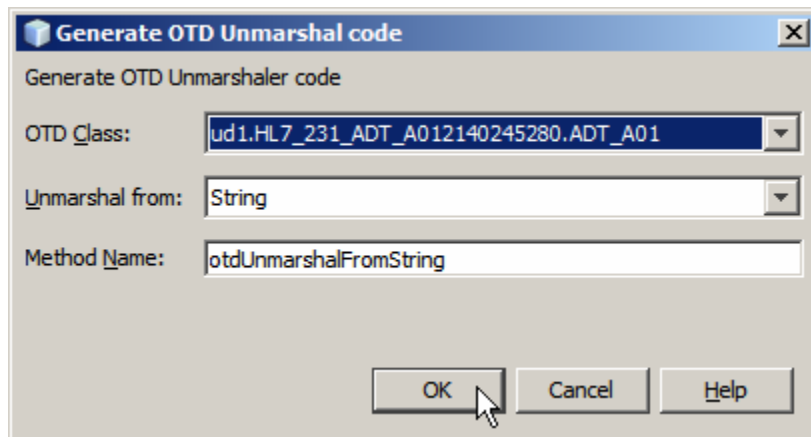 Generate OTD Unmarshal code
Generate OTD Unmarshaler code
OTD Class: ud1.HL7_231_ADT_A012140245280.ADT_A01
Unmarshal from: String
Method Name: otdUnmarshalFromString
OK Cancel Help